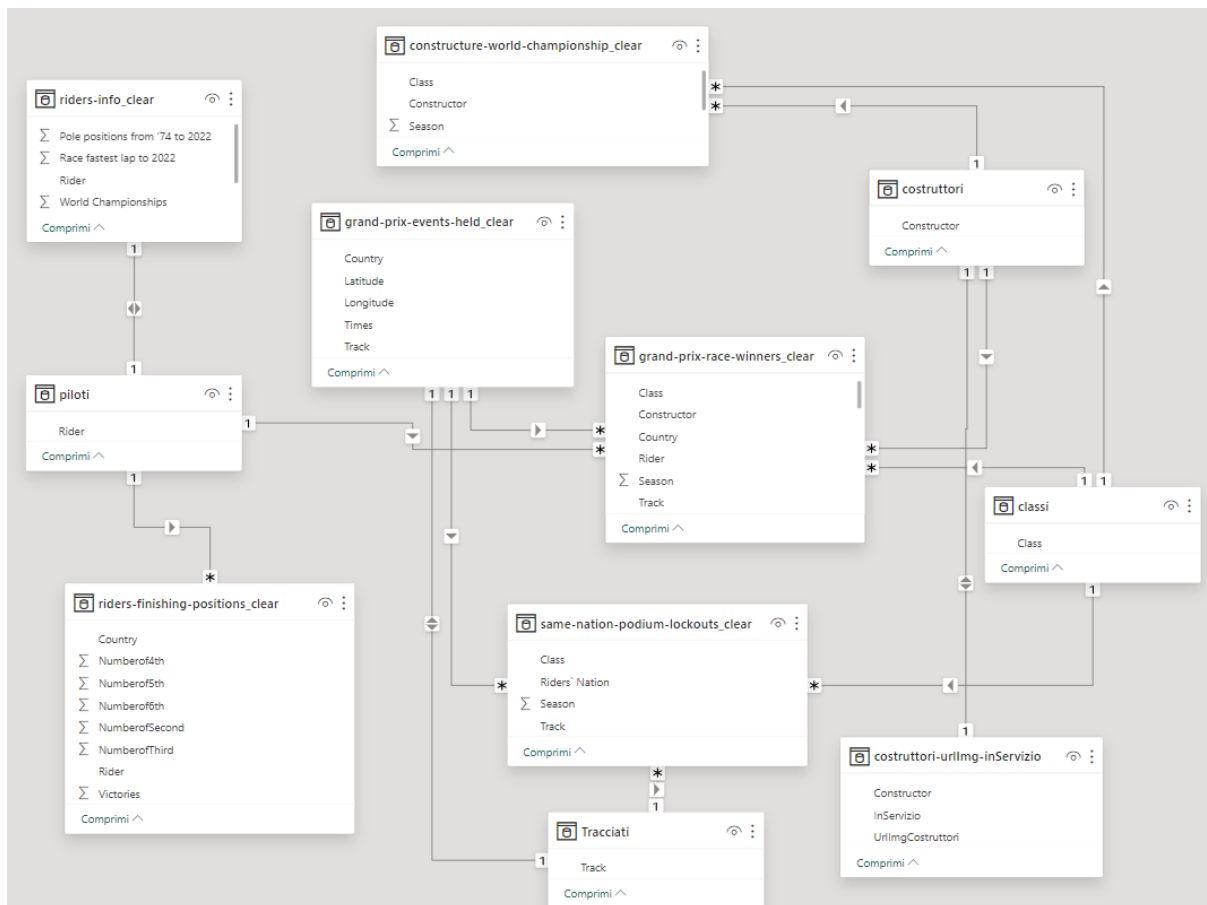 constructure-world-championship_clear
Class
Constructor
Σ Season
Comprimi
riders-info_clear
Σ Pole positions from '74 to 2022
Σ Race fastest lap to 2022
Rider
Σ World Championships
Comprimi
costruttori
Constructor
Comprimi
grand-prix-events-held_clear
Country
Latitude
Longitude
Times
Track
Comprimi
grand-prix-race-winners_clear
Class
Constructor
Country
Rider
Σ Season
Track
Comprimi
piloti
Rider
Comprimi
classi
Class
Comprimi
riders-finishing-positions_clear
Country
Σ Numberof4th
Σ Numberof5th
Σ Numberof6th
Σ NumberofSecond
Σ NumberofThird
Rider
Σ Victories
Comprimi
same-nation-podium-lockouts_clear
Class
Riders` Nation
Σ Season
Track
Comprimi
costruttori-urlImg-inServizio
Constructor
InServizio
UrlImgCostruttori
Comprimi
Tracciati
Track
Comprimi
1
1
1
1
*
1
1
1
*
*
*
*
1
1
1
*
*
1
1
1
*
*
*
1
1
1